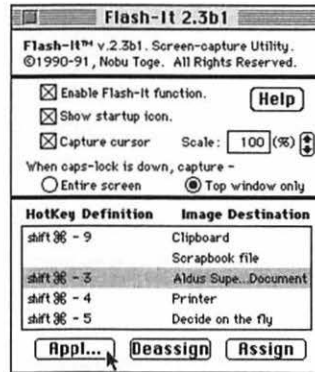 Flash-It 2.3b1
Flash-It™ v.2.3b1. Screen-capture Utility.
©1990-91, Nobu Toge. All Rights Reserved.
Enable Flash-It function.
Help
Show startup icon.
Capture cursor Scale: 100 (%)
When caps-lock is down, capture -
Entire screen Top window only
HotKey Definition Image Destination
shift ⌘ - 9 Clipboard
Scrapbook file
shift ⌘ - 3 Aldus Supe...Document
shift ⌘ - 4 Printer
shift ⌘ - 5 Decide on the fly
Appl... Deassign Assign